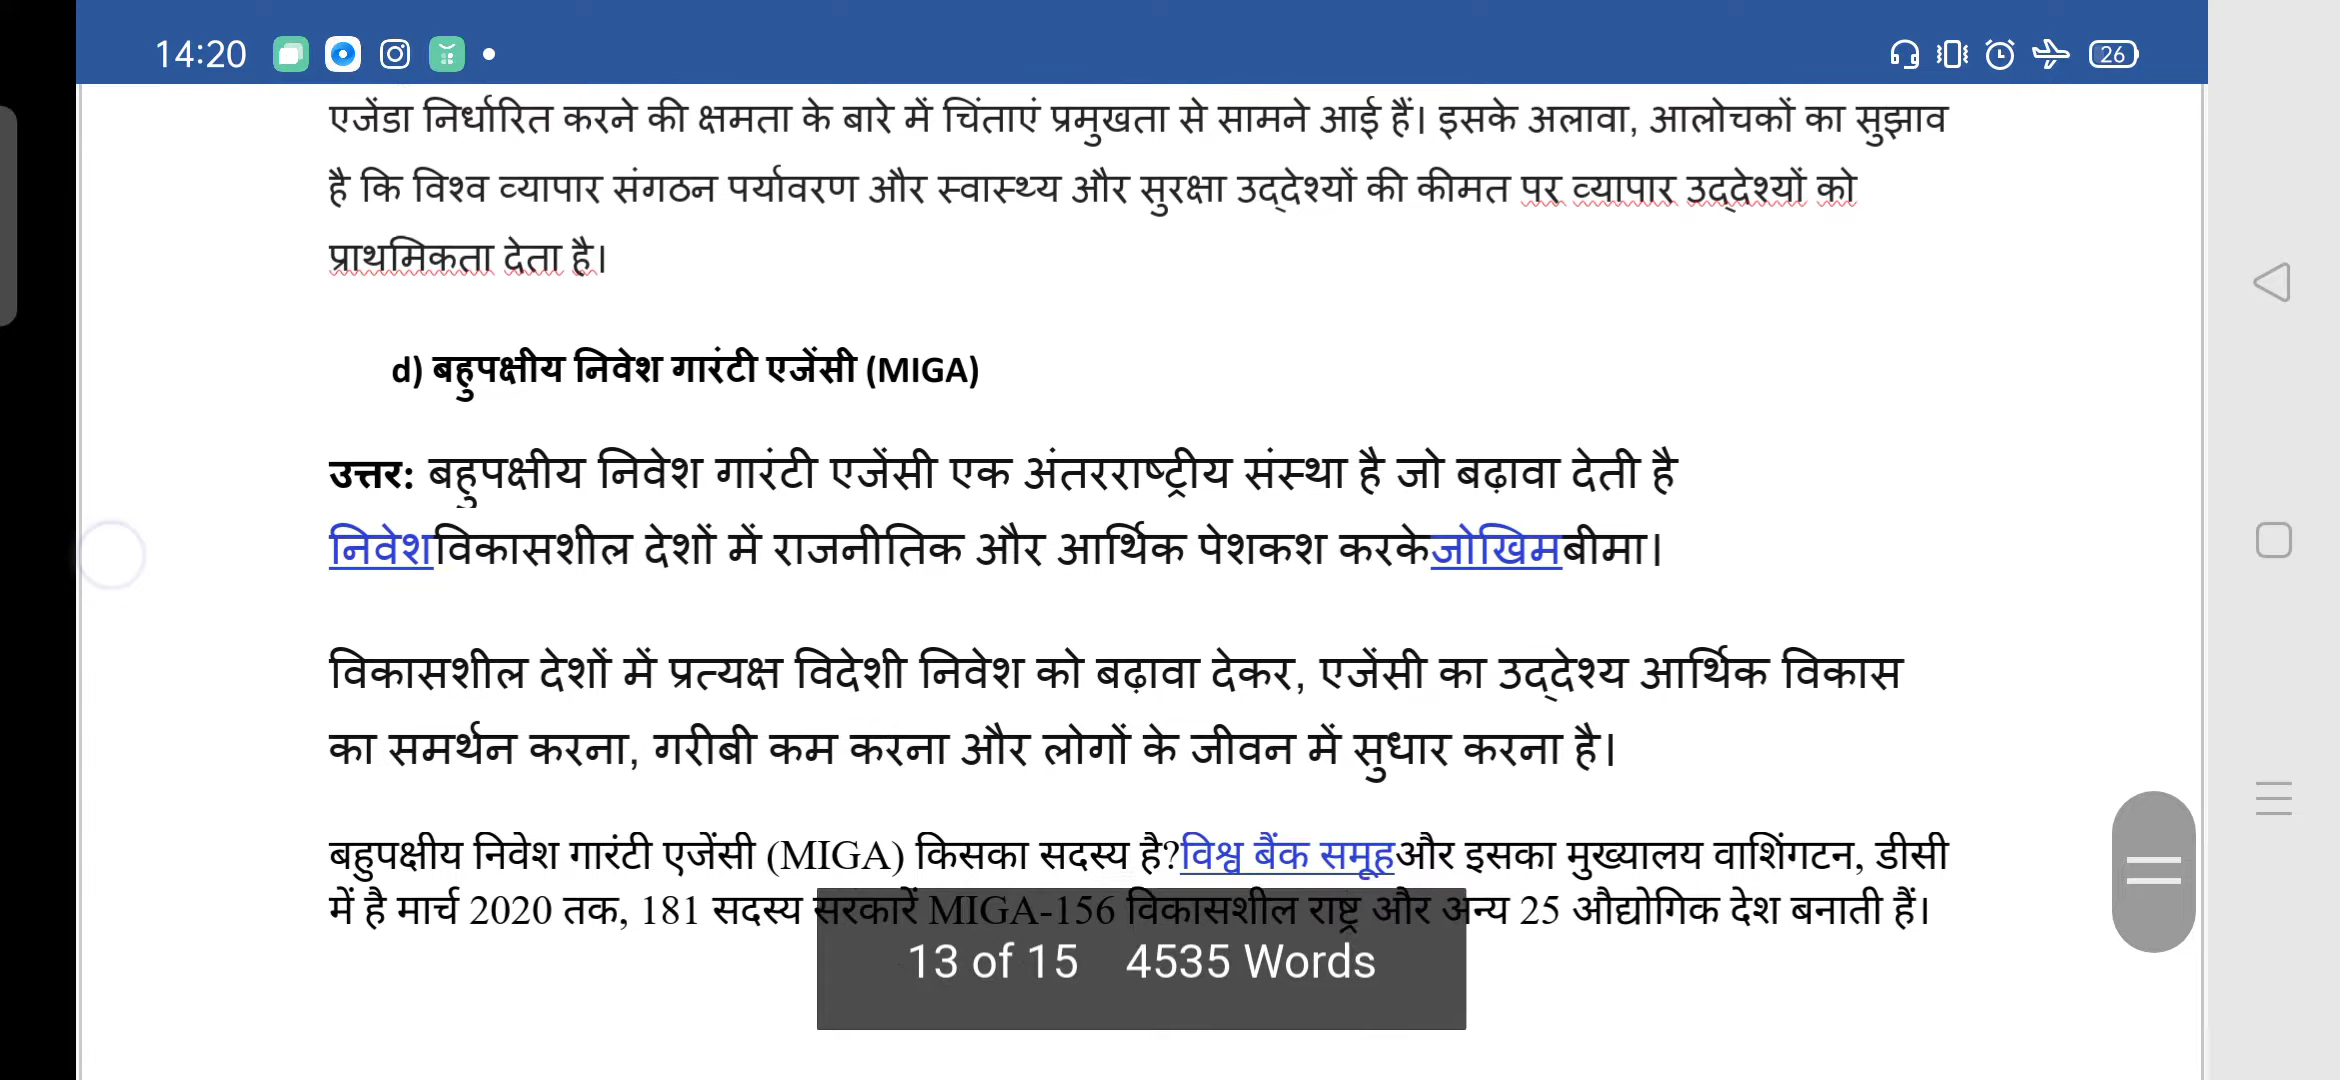 14:20
26
एजेंडा निर्धारित करने की क्षमता के बारे में चिंताएं प्रमुखता से सामने आई हैं। इसके अलावा, आलोचकों का सुझाव
है कि विश्व व्यापार संगठन पर्यावरण और स्वास्थ्य और सुरक्षा उद्देश्यों की कीमत पर व्यापार उद्देश्यों को
प्राथमिकता देता है।
d) बहुपक्षीय निवेश गारंटी एजेंसी (MIGA)
उत्तर: बहुपक्षीय निवेश गारंटी एजेंसी एक अंतरराष्ट्रीय संस्था है जो बढ़ावा देती है
निवेशविकासशील देशों में राजनीतिक और आर्थिक पेशकश करकेजोखिमबीमा।
विकासशील देशों में प्रत्यक्ष विदेशी निवेश को बढ़ावा देकर, एजेंसी का उद्देश्य आर्थिक विकास
का समर्थन करना, गरीबी कम करना और लोगों के जीवन में सुधार करना है।
बहुपक्षीय निवेश गारंटी एजेंसी (MIGA) किसका सदस्य है?विश्व बैंक समूहऔर इसका मुख्यालय वाशिंगटन, डीसी
में है मार्च 2020 तक, 181 सदस्य सरकारें MIGA-156 विकासशील राष्ट्र और अन्य 25 औद्योगिक देश बनाती हैं।
13 of 15 4535 Words